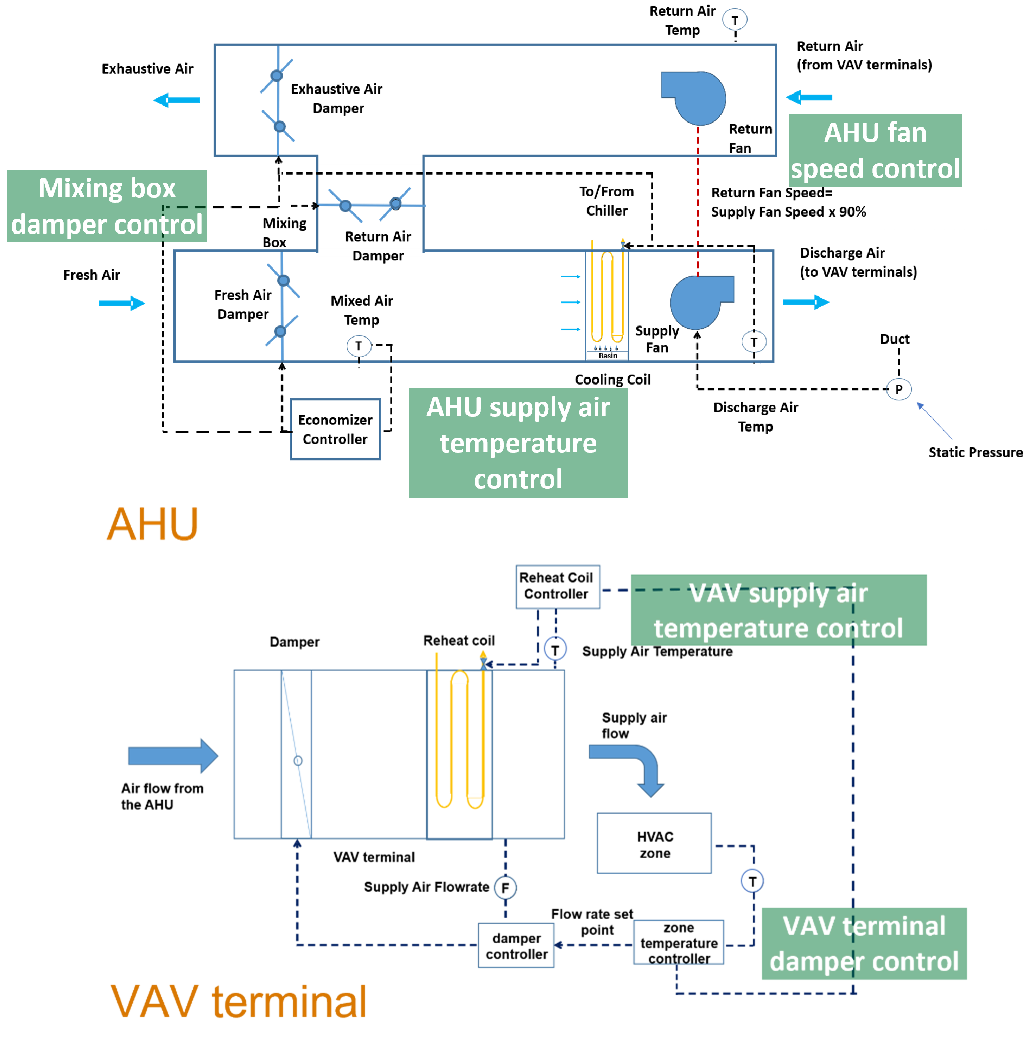 Return Air
Temp
T
Exhaustive Air
Return Air
(from VAV terminals)
Exhaustive Air
Damper
Return
Fan
AHU fan
speed control
Mixing box
damper control
To/From
Chiller
Return Fan Speed=
Supply Fan Speed x 90%
Mixing
Box
Return Air
Damper
Fresh Air
Discharge Air
(to VAV terminals)
Fresh Air
Damper
Mixed Air
Temp
T
Supply
Fan
T
Basin
Duct
Cooling Coil
P
Discharge Air
Temp
Economizer
Controller
AHU supply air
temperature
control
Static Pressure
AHU
Reheat Coil
Controller
VAV supply air
temperature control
Damper
Reheat coil
T
Supply Air Temperature
Supply air
flow
Air flow from
the AHU
HVAC
zone
VAV terminal
T
Supply Air Flowrate
F
Flow rate set
point
damper
controller
zone
temperature
controller
VAV terminal
damper control
VAV terminal